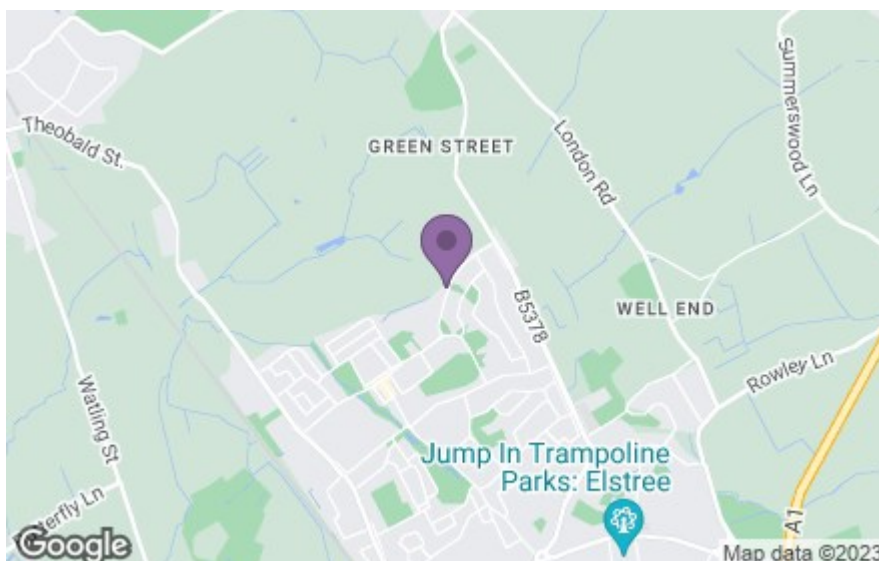 Summerswood Ln
Theobald St.
GREEN STREET
London Rd
B5378
WELL END
Rowley Ln
Watling St
Jump In Trampoline
Parks: Elstree
A1
Google
Map data ©2023